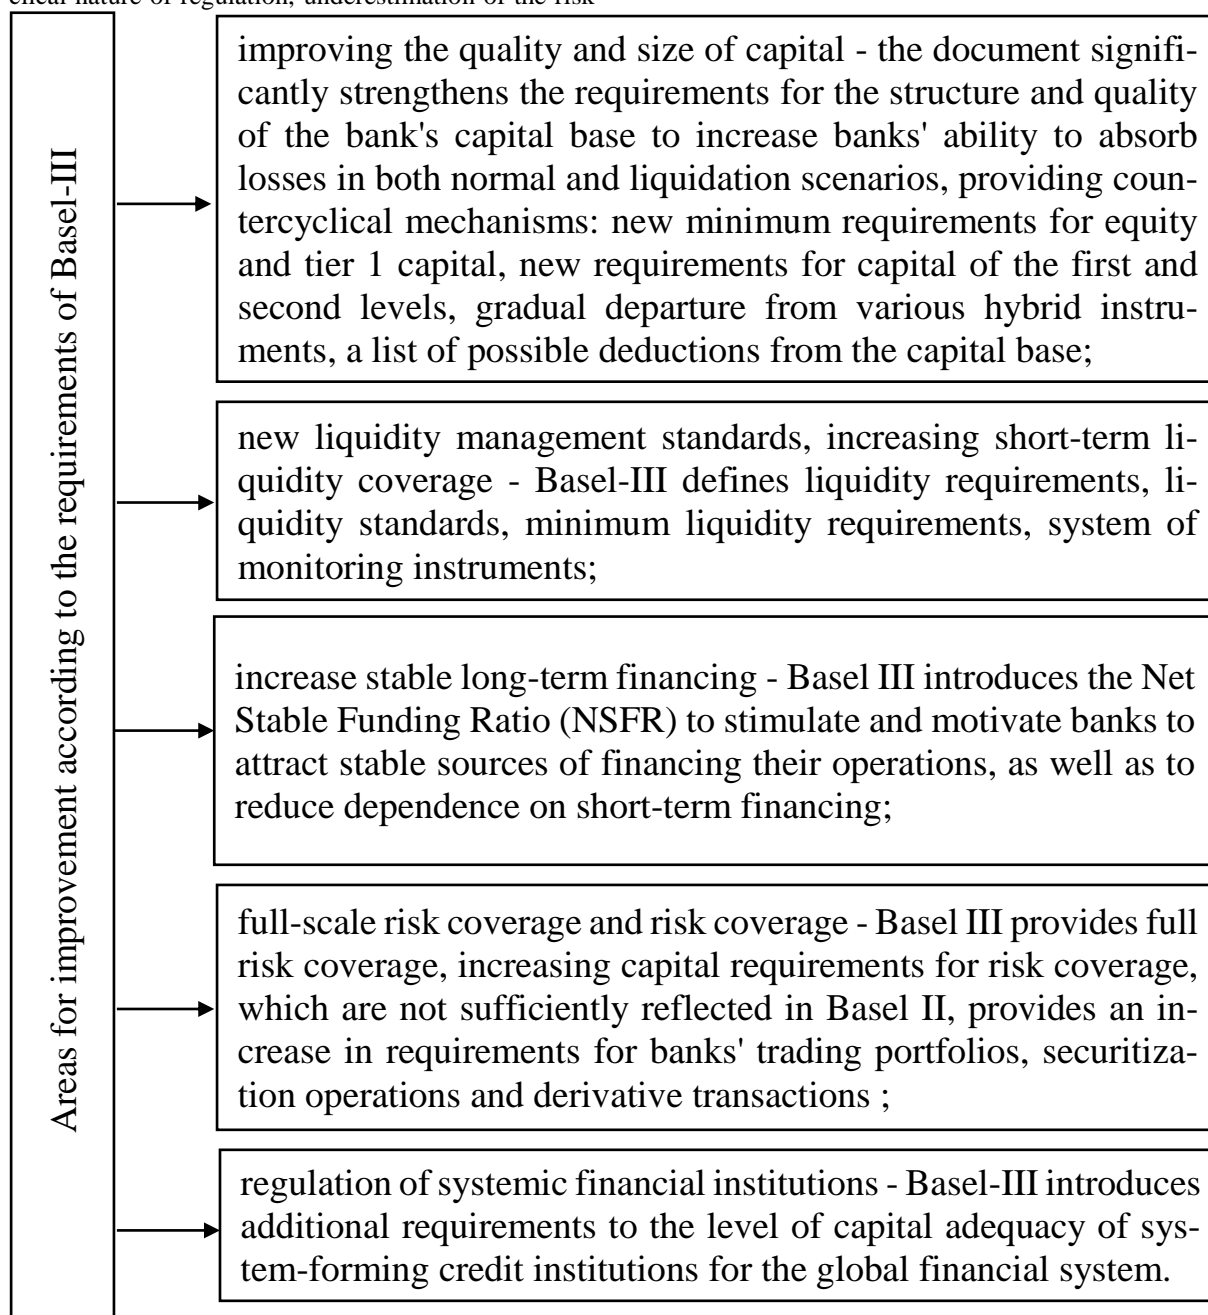 clical nature of regulation, underestimation of the risk
Areas for improvement according to the requirements of Basel-III
improving the quality and size of capital - the document signifi-
cantly strengthens the requirements for the structure and quality
of the bank's capital base to increase banks' ability to absorb
losses in both normal and liquidation scenarios, providing coun-
tercyclical mechanisms: new minimum requirements for equity
and tier 1 capital, new requirements for capital of the first and
second levels, gradual departure from various hybrid instru-
ments, a list of possible deductions from the capital base;
new liquidity management standards, increasing short-term li-
quidity coverage - Basel-III defines liquidity requirements, li-
quidity standards, minimum liquidity requirements, system of
monitoring instruments;
increase stable long-term financing - Basel III introduces the Net
Stable Funding Ratio (NSFR) to stimulate and motivate banks to
attract stable sources of financing their operations, as well as to
reduce dependence on short-term financing;
full-scale risk coverage and risk coverage - Basel III provides full
risk coverage, increasing capital requirements for risk coverage,
which are not sufficiently reflected in Basel II, provides an in-
crease in requirements for banks' trading portfolios, securitiza-
tion operations and derivative transactions ;
regulation of systemic financial institutions - Basel-III introduces
additional requirements to the level of capital adequacy of sys-
tem-forming credit institutions for the global financial system.